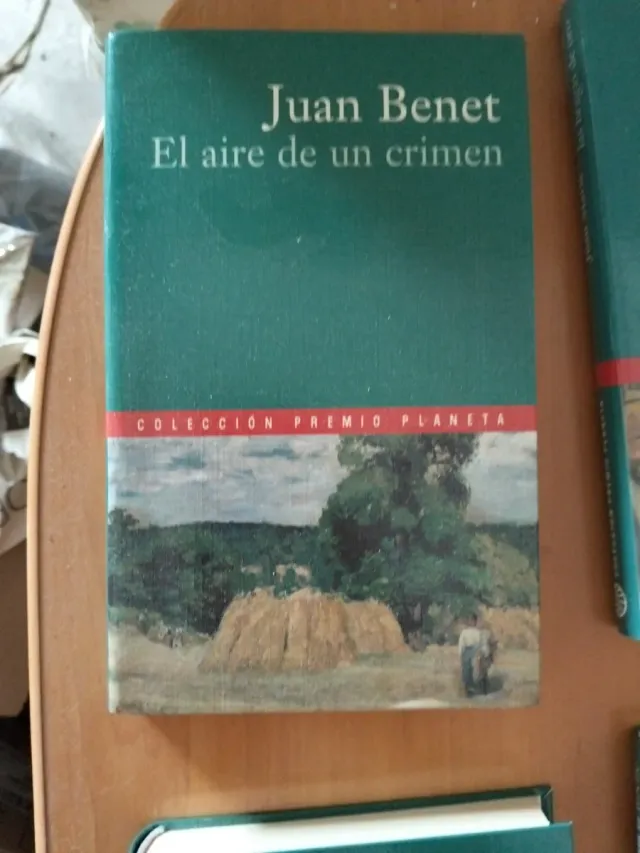 Juan Benet
El aire de un crimen
COLECCIÓN PREMIO PLANETA